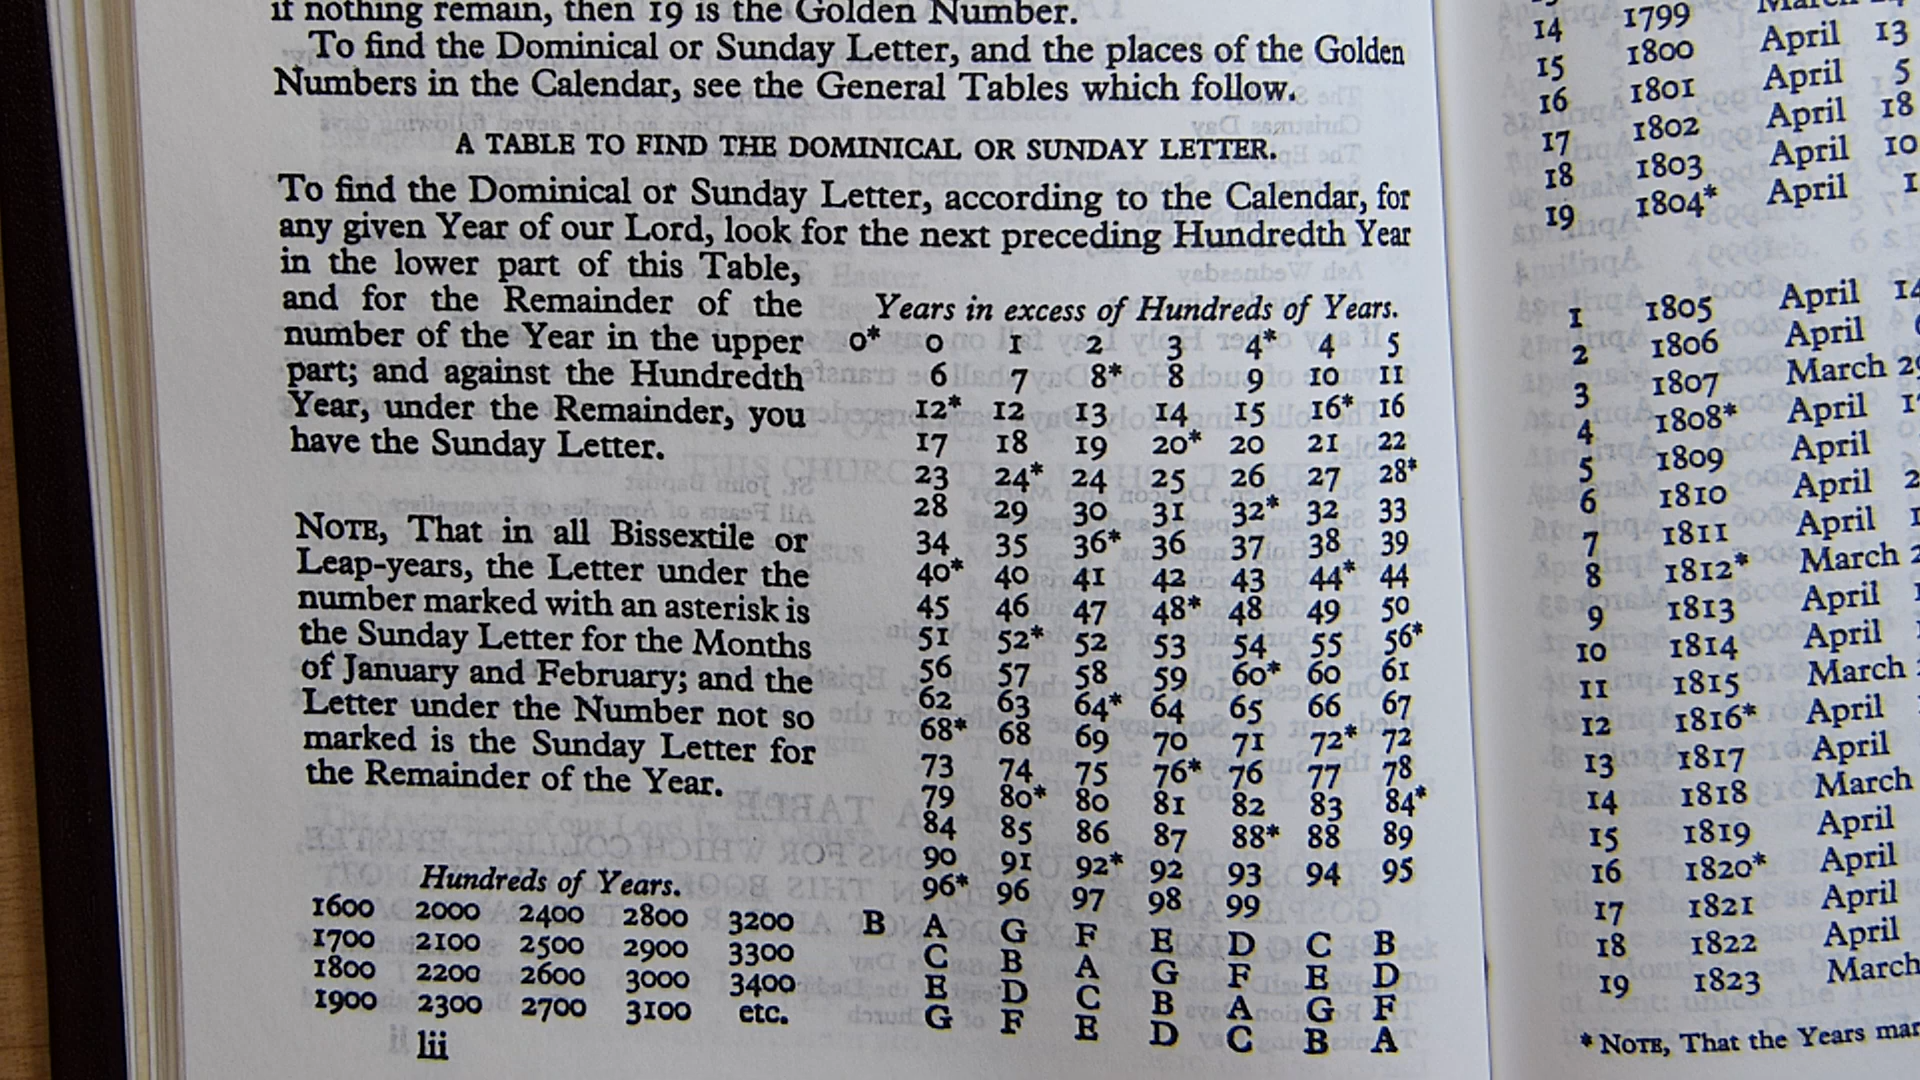 if nothing remain, then 19 is the Golden Number.
To find the Dominical or Sunday Letter, and the places of the Golden
Numbers in the Calendar, see the General Tables which follow.
A TABLE TO FIND THE DOMINICAL OR SUNDAY LETTER.
To find the Dominical or Sunday Letter, according to the Calendar, for
any given Year of our Lord, look for the next preceding Hundredth Year
in the lower part of this Table,
and for the Remainder of the
number of the Year in the upper
part; and against the Hundredth
Year, under the Remainder, you
have the Sunday Letter.
NOTE, That in all Bissextile or
Leap-years, the Letter under the
number marked with an asterisk is
the Sunday Letter for the Months
of January and February; and the
Letter under the Number not so
marked is the Sunday Letter for
the Remainder of the Year.
Years in excess of Hundreds of Years.
0* 0 1 2 3 4* 4 5
6 7 8* 8 9 10 11
12* 12 13 14 15 16* 16
17 18 19 20* 20 21 22
23 24* 24 25 26 27 28*
28 29 30 31 32* 32 33
34 35 36* 36 37 38 39
40* 40 41 42 43 44* 44
45 46 47 48* 48 49 50
51 52* 52 53 54 55 56*
56 57 58 59 60* 60 61
62 63 64* 64 65 66 67
68* 68 69 70 71 72* 72
73 74 75 76* 76 77 78
79 80* 80 81 82 83 84*
84 85 86 87 88* 88 89
90 91 92* 92 93 94 95
96* 96 97 98 99
Hundreds of Years.
1600 2000 2400 2800 3200 B A G F E D C B
1700 2100 2500 2900 3300 C B A G F E D
1800 2200 2600 3000 3400 E D C B A G F
1900 2300 2700 3100 etc. G F E D C B A
lii
14 1799
15 1800 April 13
16 1801 April 5
17 1802 April 18
18 1803 April 10
19 1804* April 1
1 1805 April 14
2 1806 April
3 1807 March 29
4 1808* April
5 1809 April
6 1810 April
7 1811 April
8 1812* March
9 1813 April
10 1814 April
11 1815 March
12 1816* April
13 1817 April
14 1818 March
15 1819 April
16 1820* April
17 1821 April
18 1822 April
19 1823 March
* NOTE, That the Years